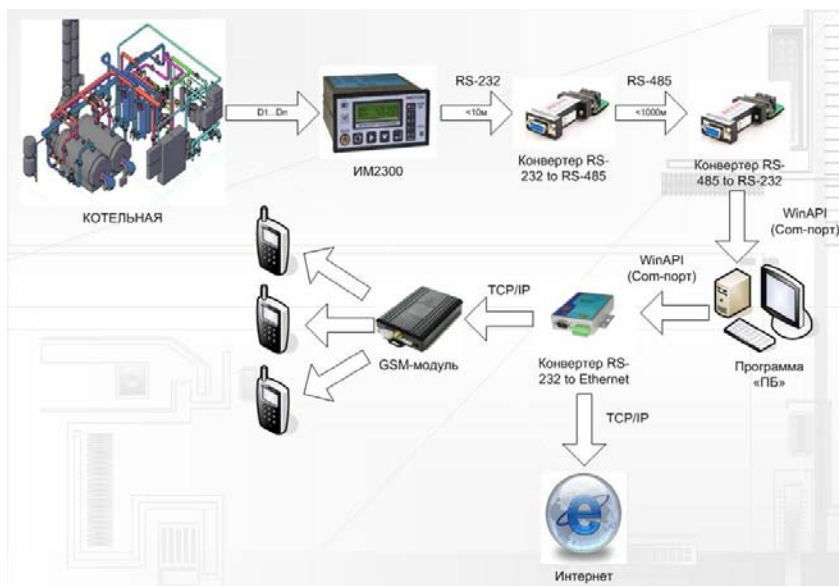 RS-232
RS-485
D1...Dn
<10м
<1000м
ИМ2300
Конвертер RS-
232 to RS-485
Конвертер RS-
485 to RS-232
КОТЕЛЬНАЯ
WinAPI
(Com-порт)
WinAPI
(Com-порт)
TCP/IP
GSM-модуль
Конвертер RS-
232 to Ethernet
Программа
«ПБ»
TCP/IP
Интернет